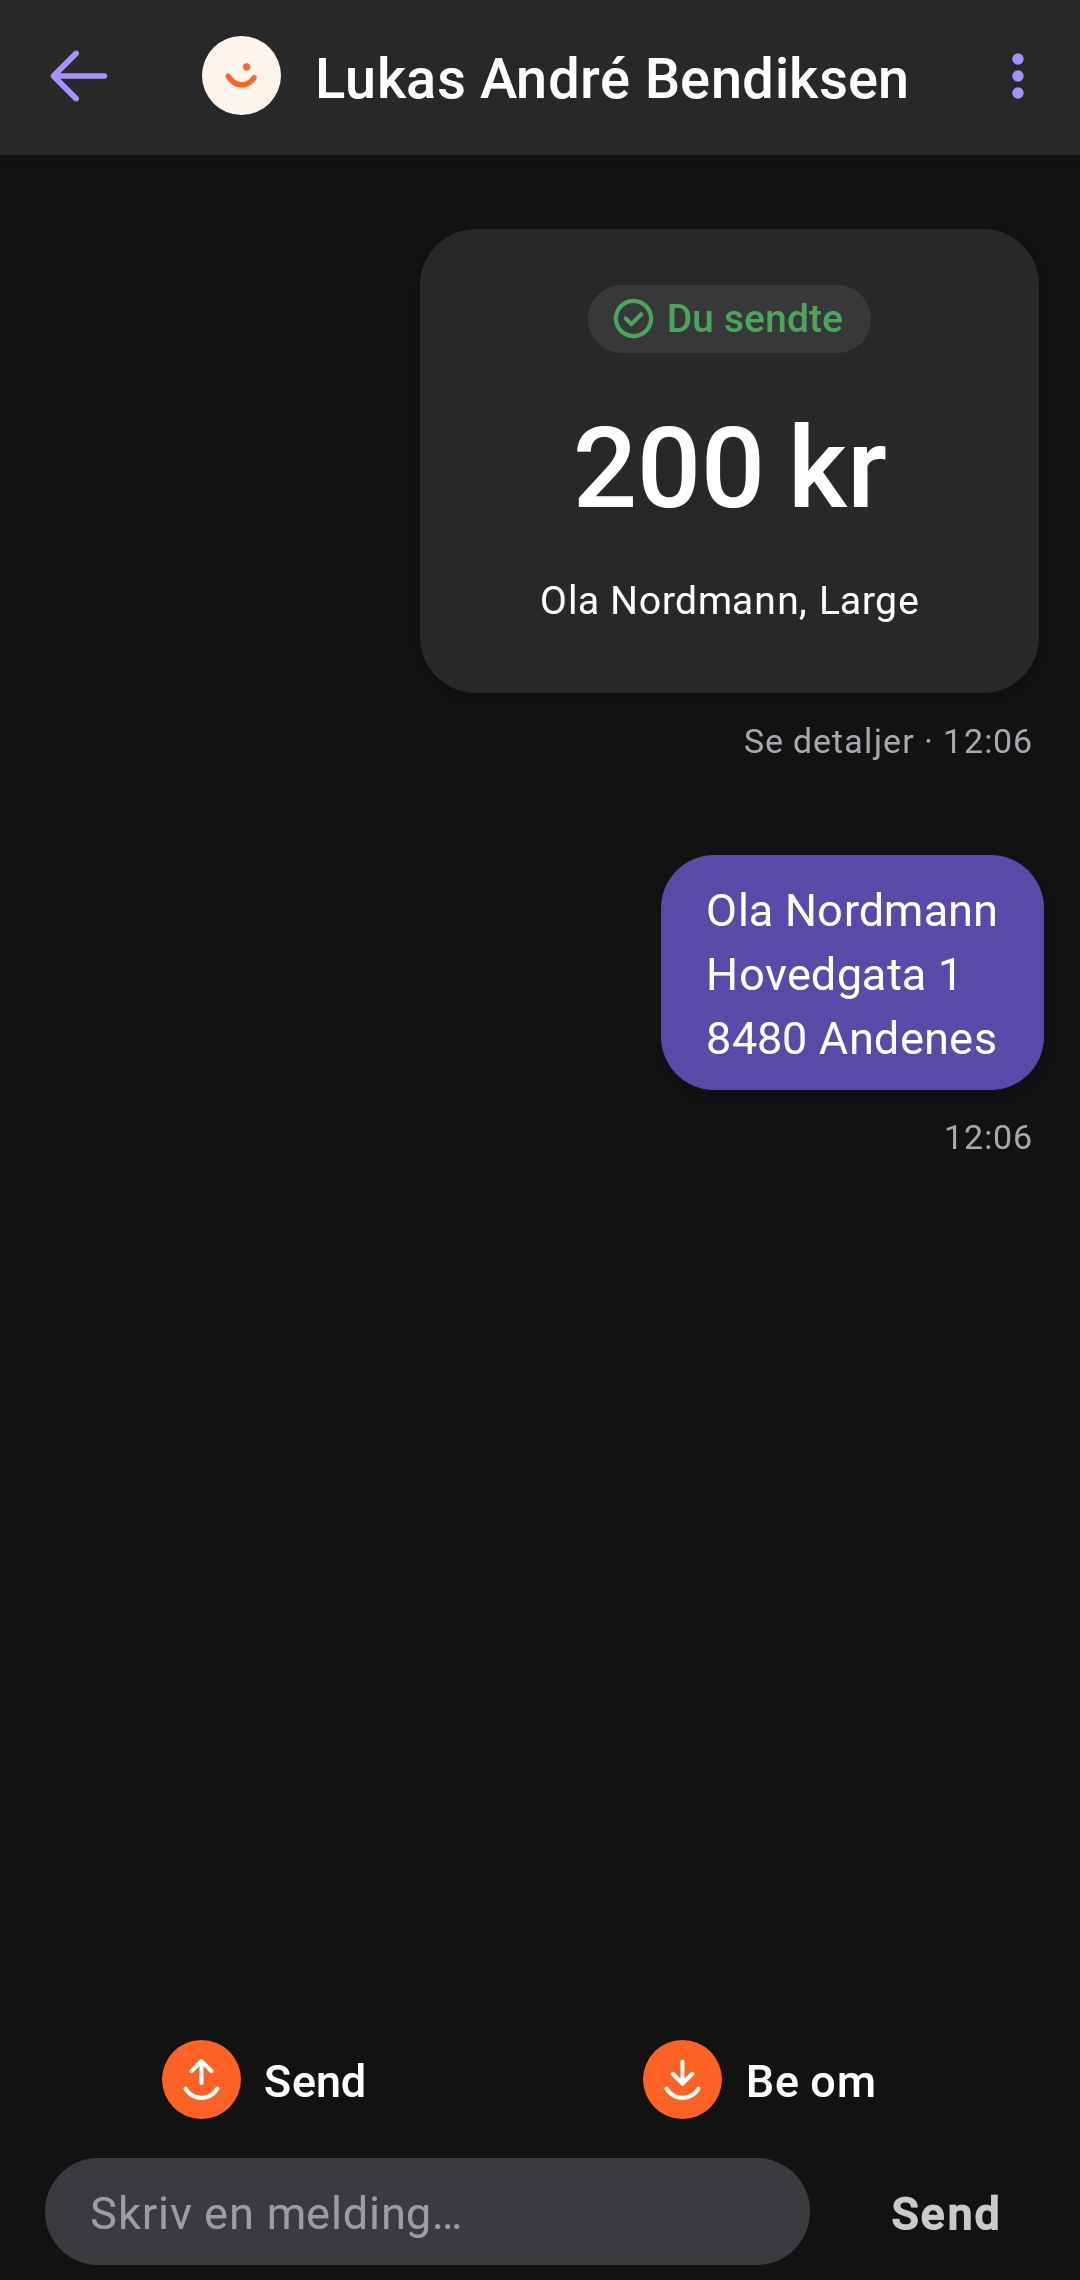 Lukas André Bendiksen
Du sendte
200 kr
Ola Nordmann, Large
Se detaljer · 12:06
Ola Nordmann
Hovedgata 1
8480 Andenes
12:06
Send
Be om
Skriv en melding...
Send